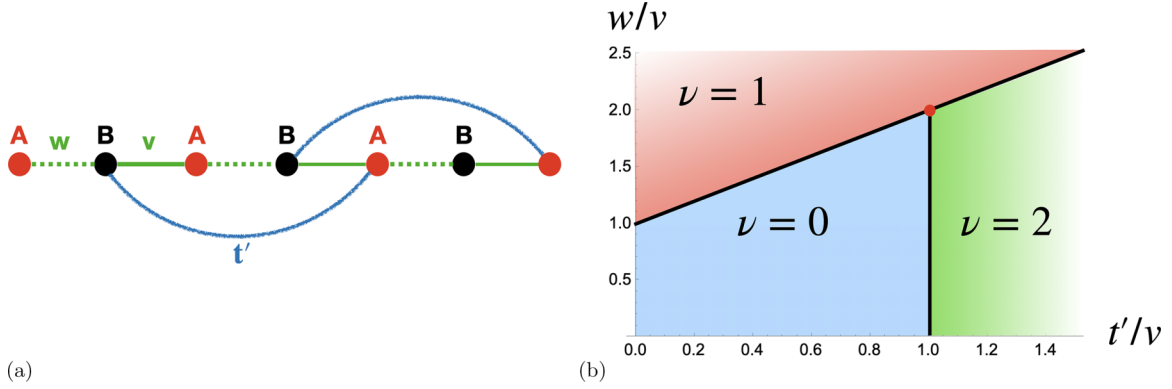 A w B v A B A B
t′
(a)
w/v
2.5
2.0
1.5
1.0
0.5
ν = 1
ν = 0
ν = 2
0.0 0.2 0.4 0.6 0.8 1.0 1.2 1.4
t′/v
(b)